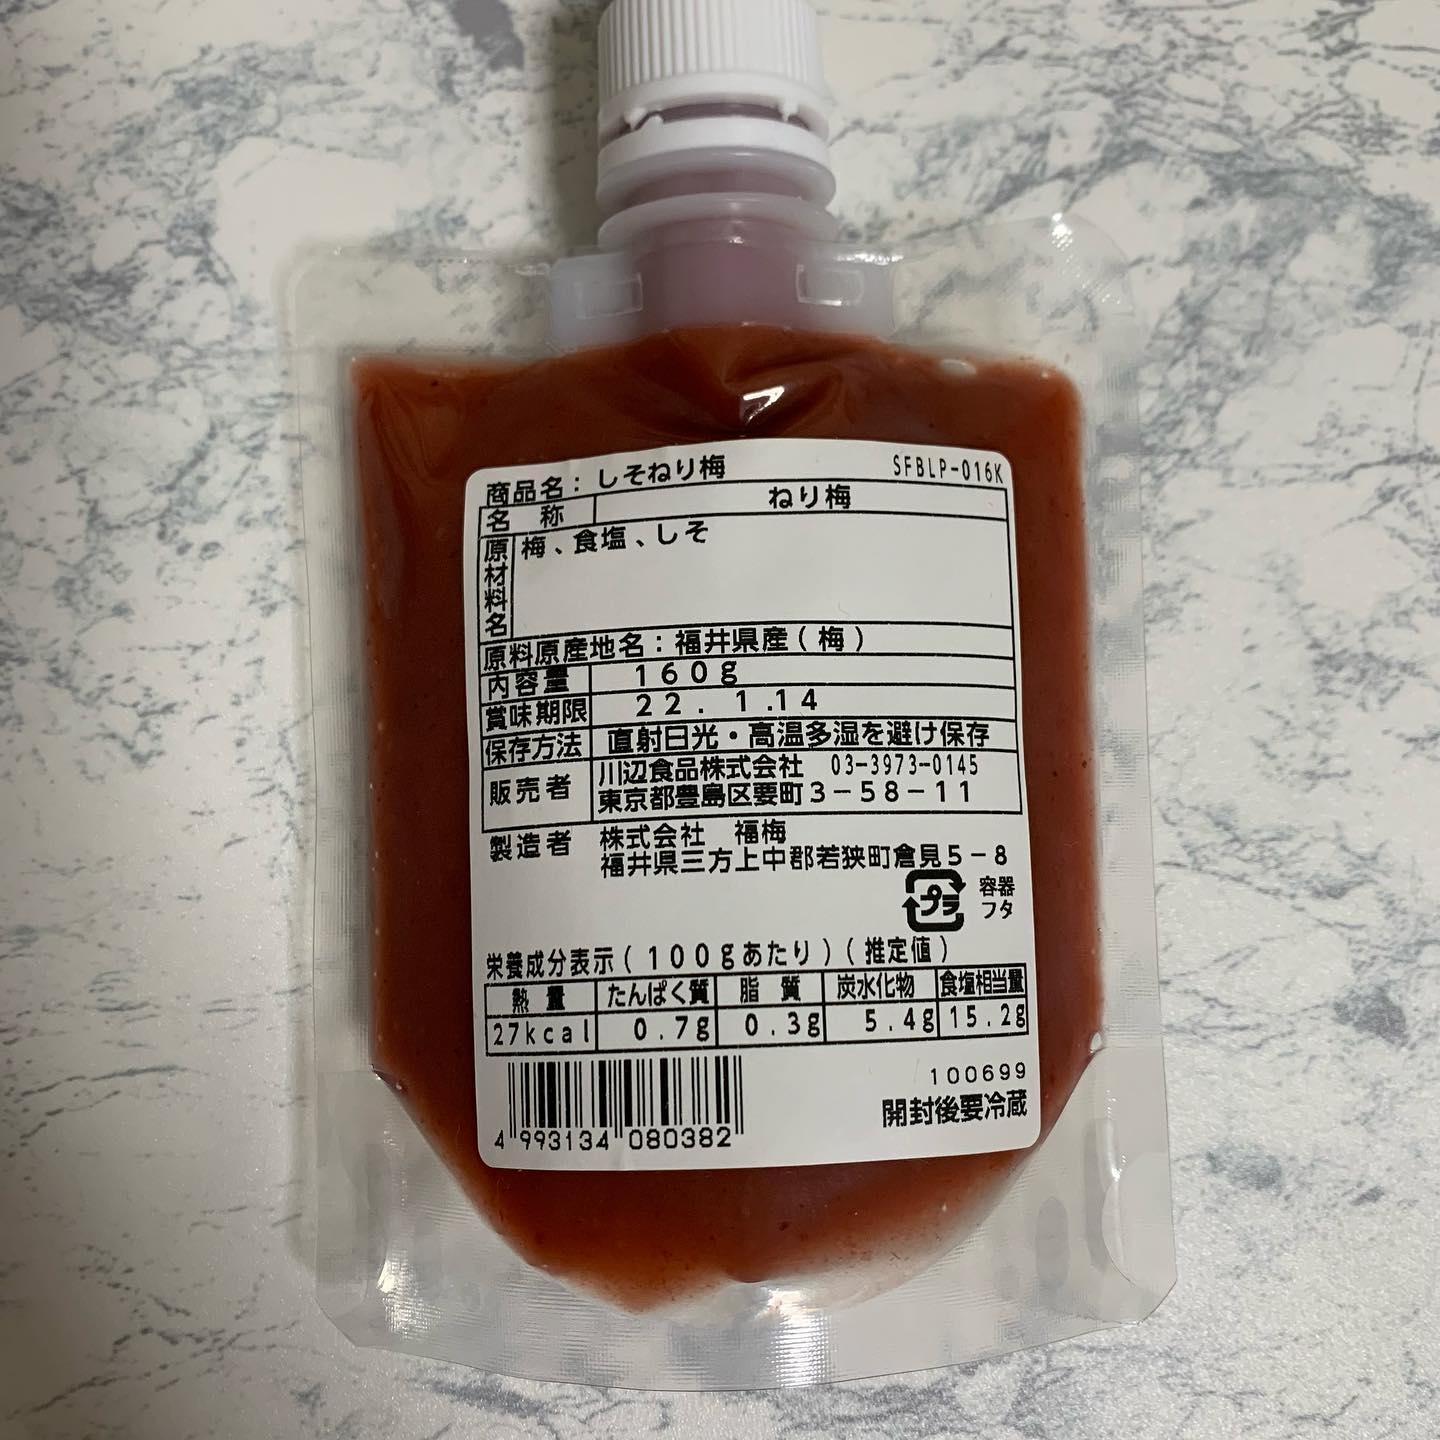 商品名：しそねり梅 SFBLP-016K
名 称 ねり梅
原材料名 梅、食塩、しそ
原料原産地名：福井県産(梅)
内容量 160g
賞味期限 22. 1.14
保存方法 直射日光・高温多湿を避け保存
販売者 川辺食品株式会社 03-3973-0145
東京都豊島区要町3-58-11
製造者 株式会社 福梅
福井県三方上中郡若狭町倉見5-8
プラ 容器
フタ
栄養成分表示(100gあたり)(推定値)
熱 量 たんぱく質 脂 質 炭水化物 食塩相当量
27kcal 0.7g 0.3g 5.4g 15.2g
100699
開封後要冷蔵
4 993134 080382